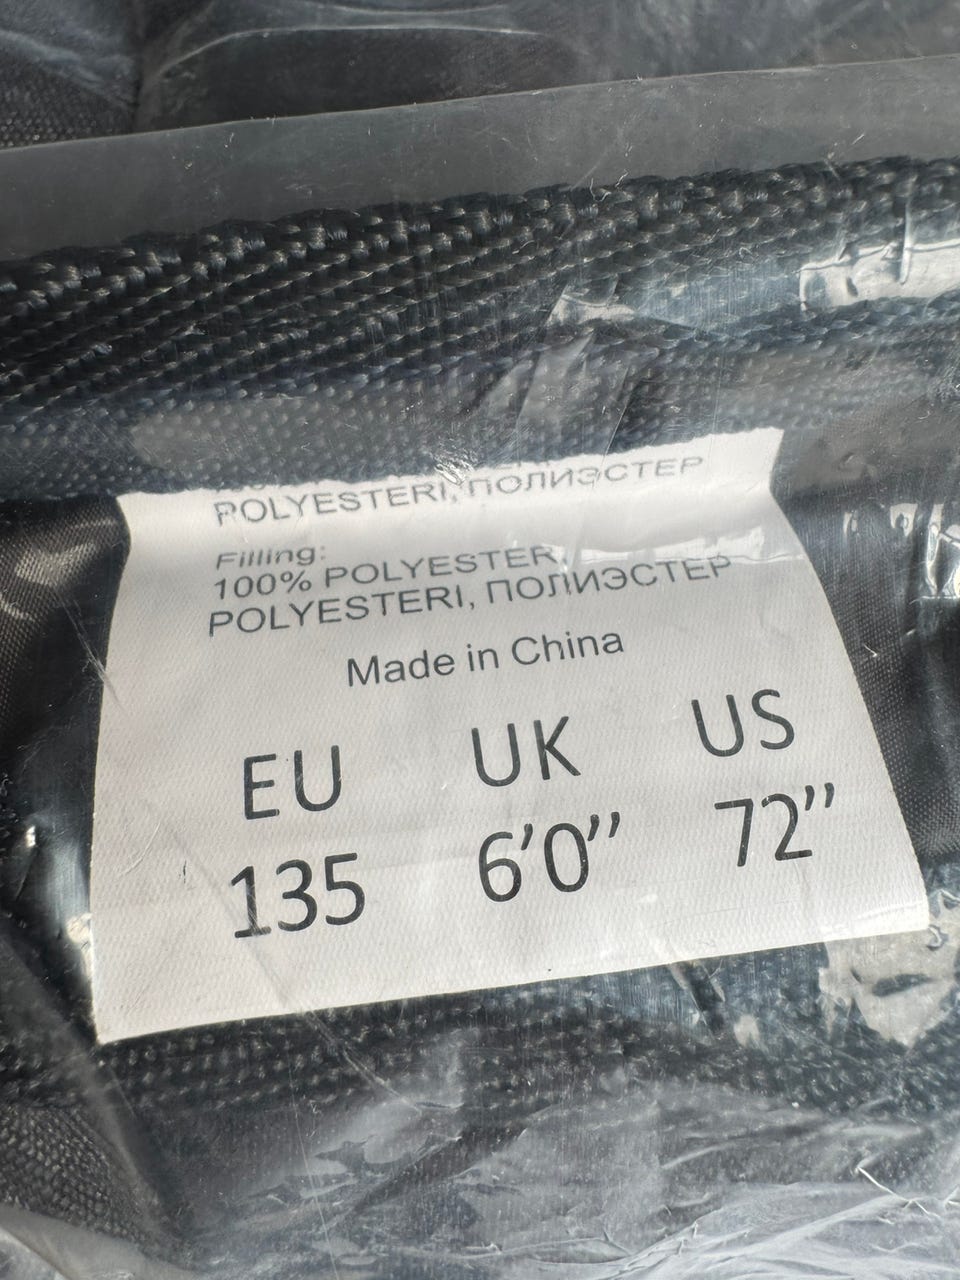 POLYESTERI, ПОЛИЭСТЕР
Filling:
100% POLYESTER,
POLYESTERI, ПОЛИЭСТЕР
Made in China
EU UK US
135 6’0’’ 72’’